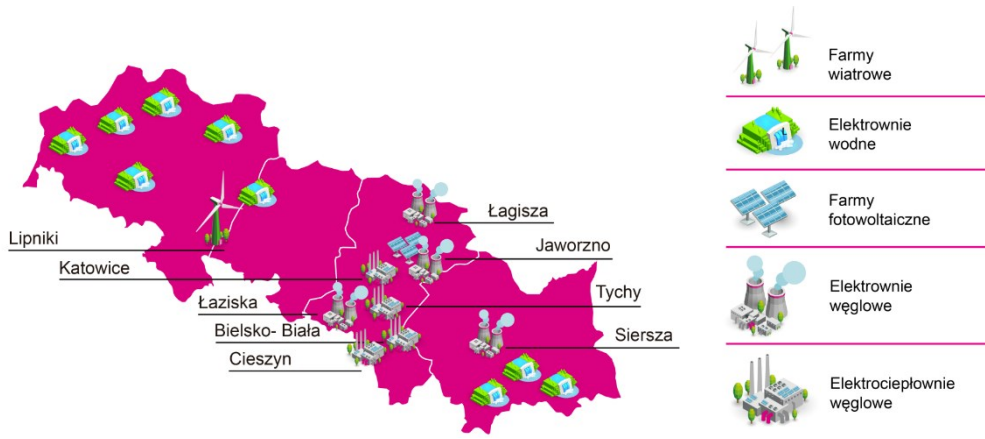 Lipniki
Katowice
Łaziska
Bielsko- Biała
Cieszyn
Łagisza
Jaworzno
Tychy
Siersza
Farmy
wiatrowe
Elektrownie
wodne
Farmy
fotowoltaiczne
Elektrownie
węglowe
Elektrociepłownie
węglowe